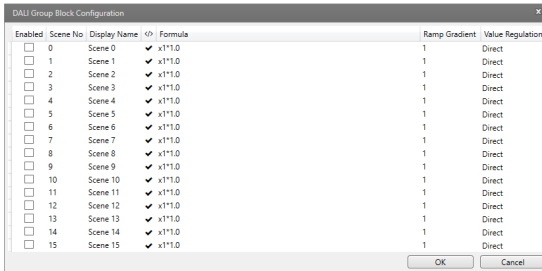 DALI Group Block Configuration x
Enabled Scene No Display Name </> Formula Ramp Gradient Value Regulation
0 Scene 0 ✔ x1*1.0 1 Direct
1 Scene 1 ✔ x1*1.0 1 Direct
2 Scene 2 ✔ x1*1.0 1 Direct
3 Scene 3 ✔ x1*1.0 1 Direct
4 Scene 4 ✔ x1*1.0 1 Direct
5 Scene 5 ✔ x1*1.0 1 Direct
6 Scene 6 ✔ x1*1.0 1 Direct
7 Scene 7 ✔ x1*1.0 1 Direct
8 Scene 8 ✔ x1*1.0 1 Direct
9 Scene 9 ✔ x1*1.0 1 Direct
10 Scene 10 ✔ x1*1.0 1 Direct
11 Scene 11 ✔ x1*1.0 1 Direct
12 Scene 12 ✔ x1*1.0 1 Direct
13 Scene 13 ✔ x1*1.0 1 Direct
14 Scene 14 ✔ x1*1.0 1 Direct
15 Scene 15 ✔ x1*1.0 1 Direct
OK Cancel